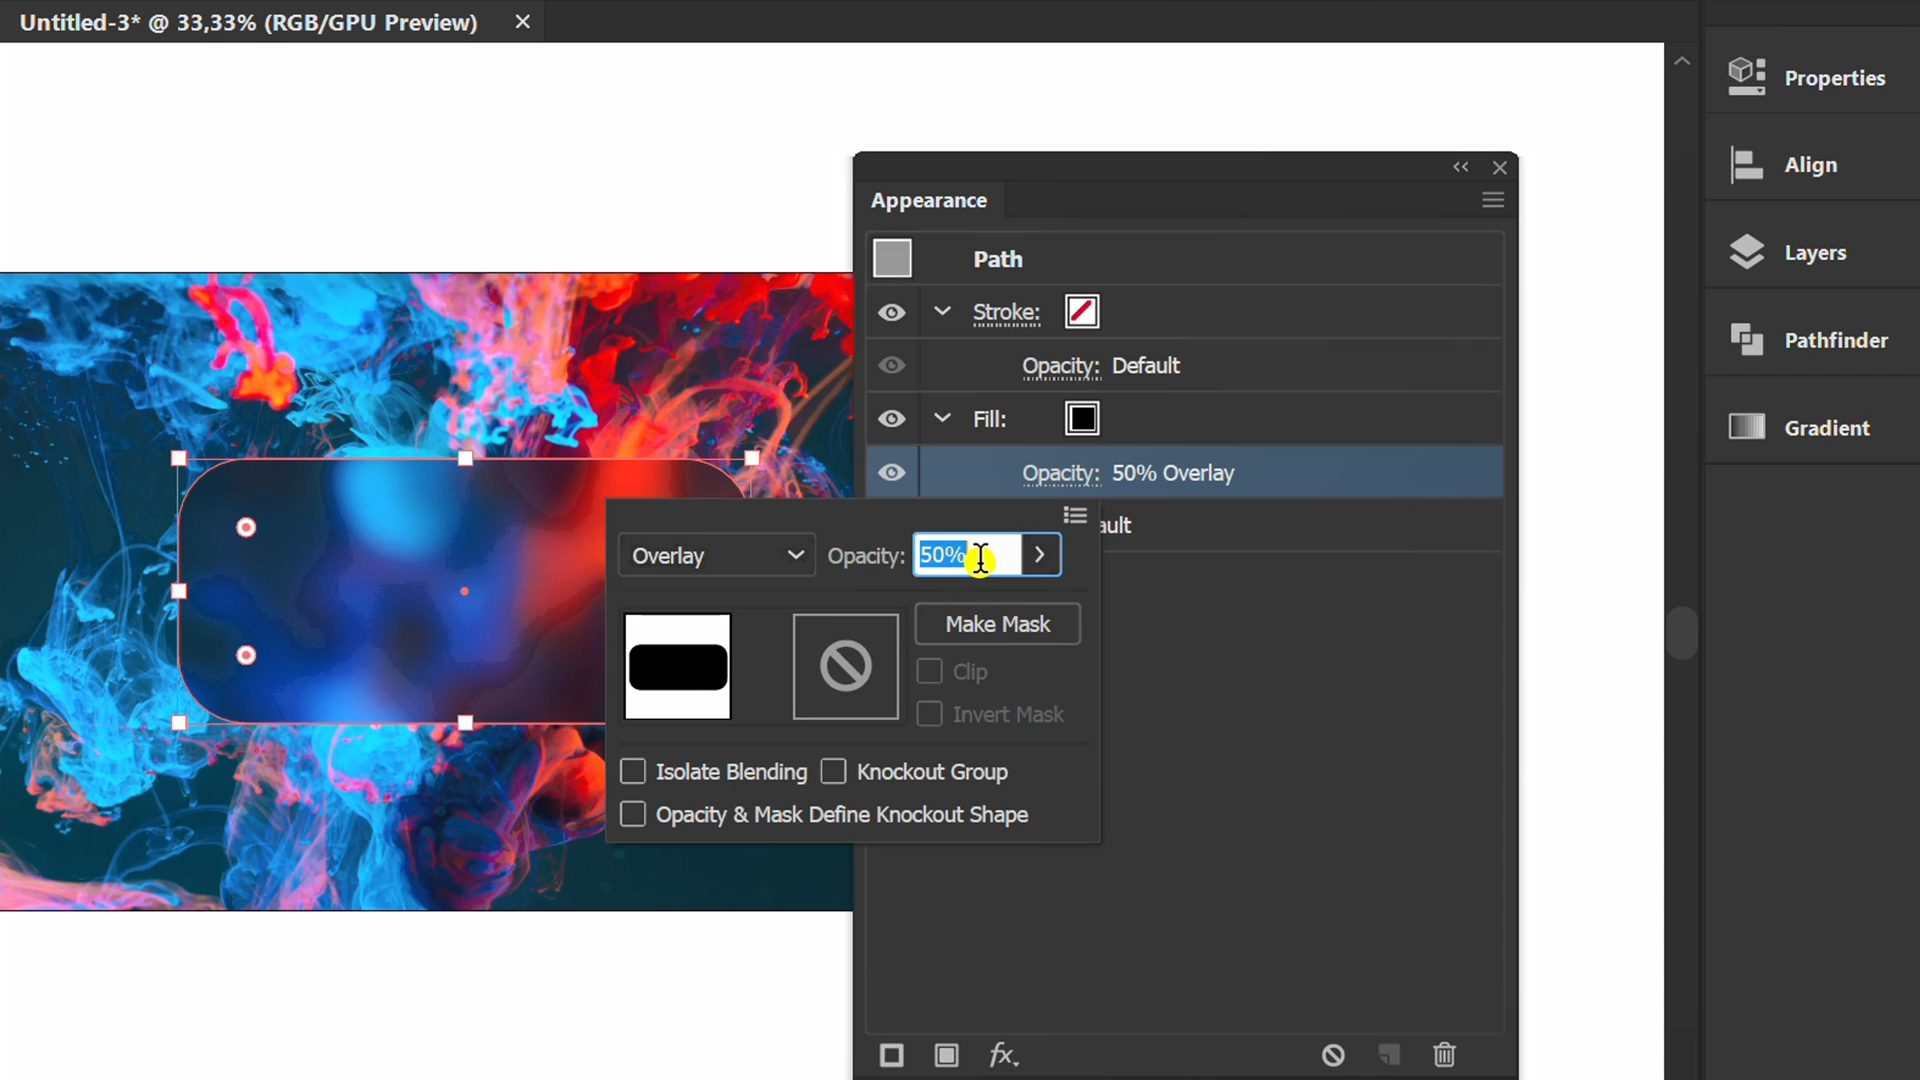 Untitled-3* @ 33,33% (RGB/GPU Preview)
Properties
Align
Layers
Pathfinder
Gradient
Appearance
Path
Stroke:
Opacity: Default
Fill:
Opacity: 50% Overlay
ault
Overlay
Opacity: 50%
Make Mask
Clip
Invert Mask
Isolate Blending
Knockout Group
Opacity & Mask Define Knockout Shape
fx